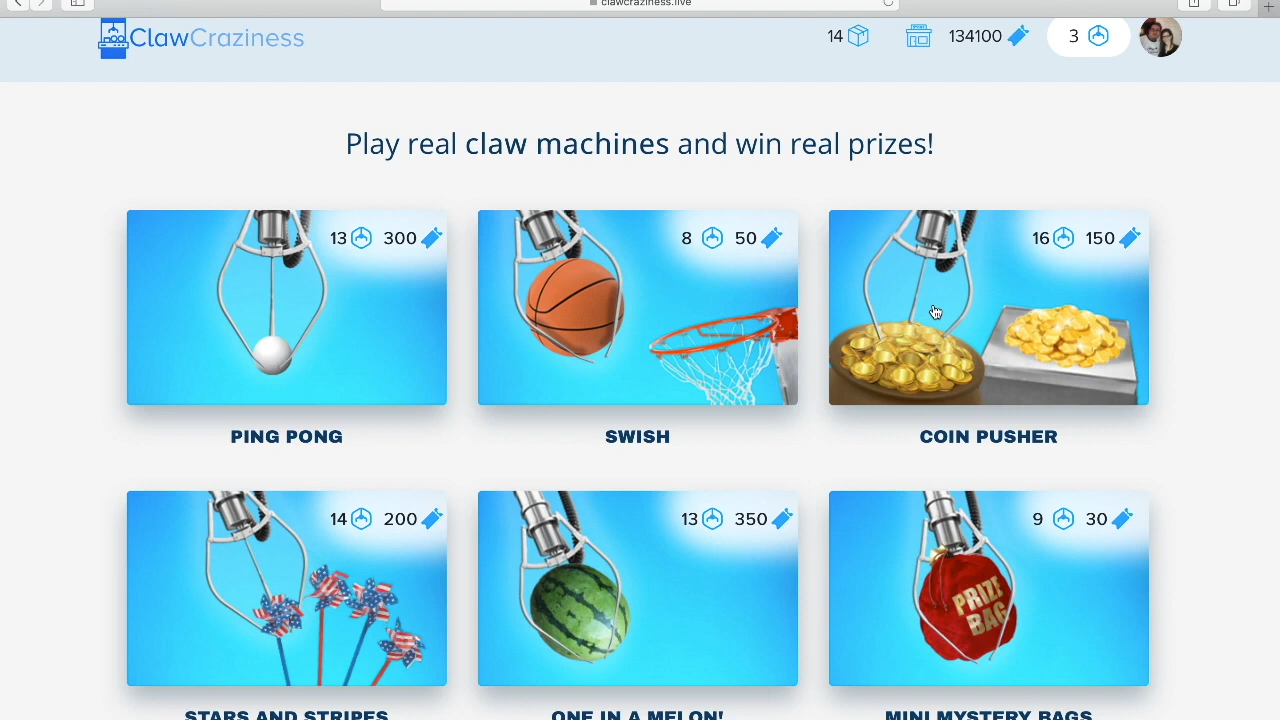 clawcraziness.live
ClawCraziness
14
134100
3
Play real claw machines and win real prizes!
13 300
8 50
16 150
PING PONG
SWISH
COIN PUSHER
14 200
13 350
9 30
PRIZE BAG
STARS AND STRIPES
ONE IN A MELON!
MINI MYSTERY BAGS